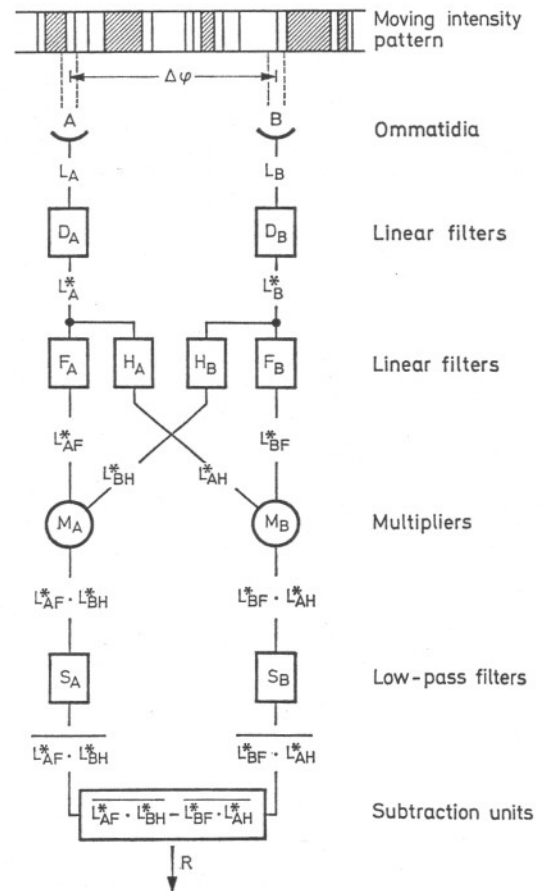 Moving intensity
pattern
Δφ
A B Ommatidia
L_A L_B
D_A D_B Linear filters
L*_A L*_B
F_A H_A H_B F_B Linear filters
L*_AF L*_BH L*_AH L*_BF
M_A M_B Multipliers
L*_AF · L*_BH L*_BF · L*_AH
S_A S_B Low-pass filters
L*_AF · L*_BH L*_BF · L*_AH
L*_AF · L*_BH – L*_BF · L*_AH Subtraction units
R